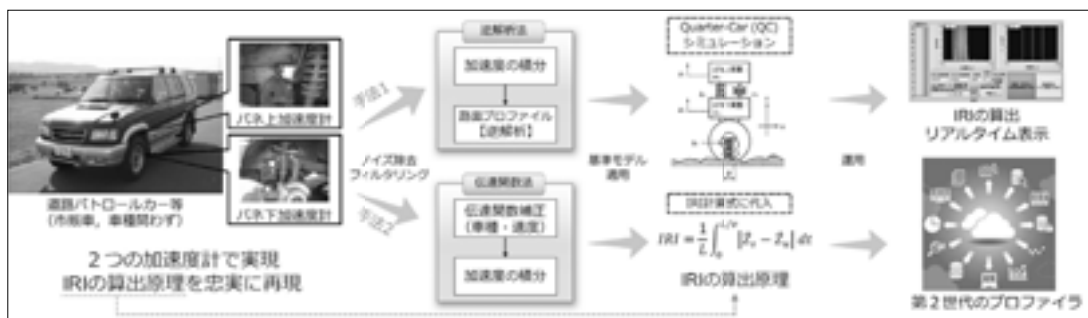 バネ上加速度計
バネ下加速度計
道路パトロールカー等
(市販車，車種問わず)
2つの加速度計で実現
IRIの算出原理を忠実に再現
手法1
ノイズ除去
フィルタリング
手法2
逆解析法
加速度の積分
路面プロファイル
【逆解析】
伝達関数法
伝達関数補正
(車種・速度)
加速度の積分
基準モデル
適用
Quarter-Car (QC)
シミュレーション
IRI計算式に代入
IRIの算出原理
運用
IRIの算出
リアルタイム表示
第2世代のプロファイラ